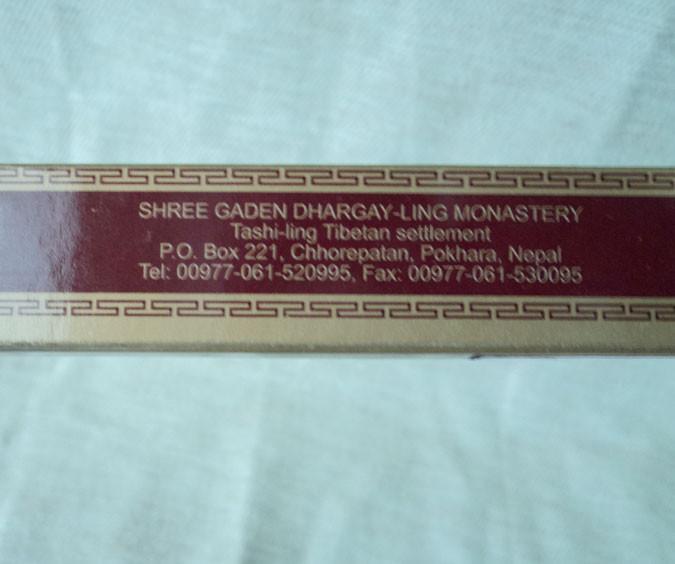 SHREE GADEN DHARGAY-LING MONASTERY
Tashi-ling Tibetan settlement
P.O. Box 221, Chhorepatan, Pokhara, Nepal
Tel: 00977-061-520995, Fax: 00977-061-530095